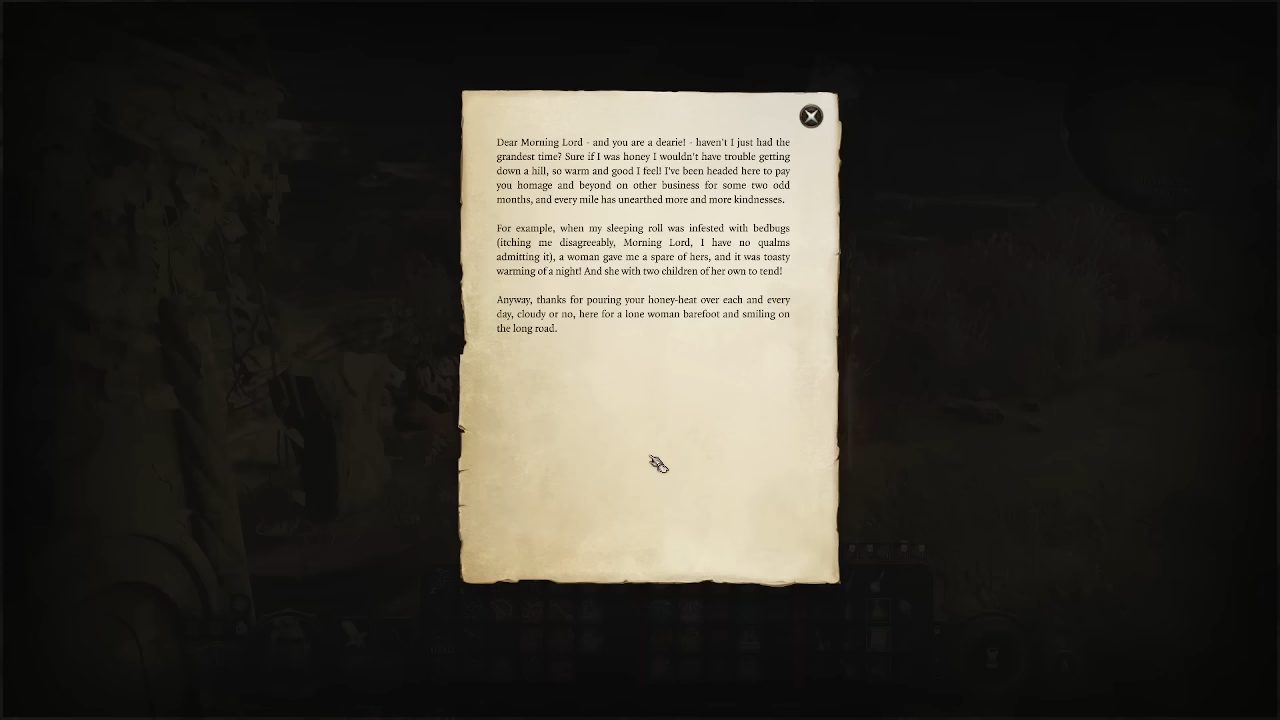 Dear Morning Lord - and you are a dearie! - haven't I just had the
grandest time? Sure if I was honey I wouldn't have trouble getting
down a hill, so warm and good I feel! I've been headed here to pay
you homage and beyond on other business for some two odd
months, and every mile has unearthed more and more kindnesses.
For example, when my sleeping roll was infested with bedbugs
(itching me disagreeably, Morning Lord, I have no qualms
admitting it), a woman gave me a spare of hers, and it was toasty
warming of a night! And she with two children of her own to tend!
Anyway, thanks for pouring your honey-heat over each and every
day, cloudy or no, here for a lone woman barefoot and smiling on
the long road.